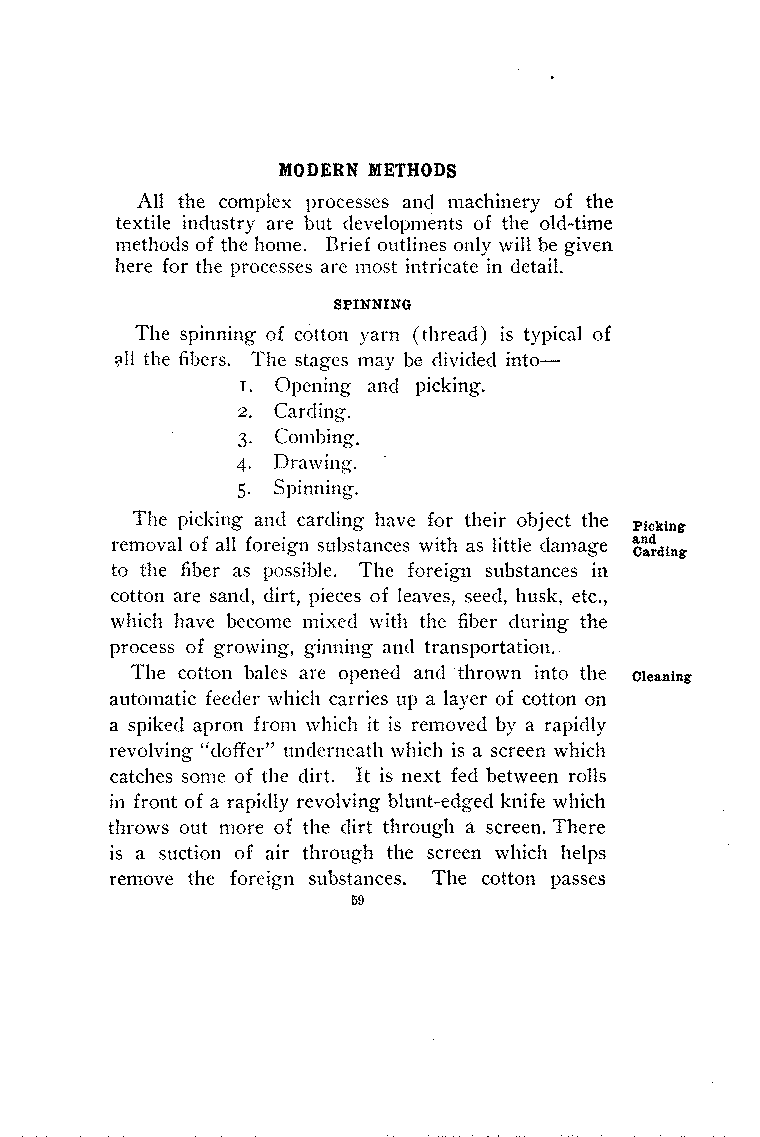 MODERN METHODS
All the complex processes and machinery of the
textile industry are but developments of the old-time
methods of the home. Brief outlines only will be given
here for the processes are most intricate in detail.
SPINNING
The spinning of cotton yarn (thread) is typical of
all the fibers. The stages may be divided into—
1. Opening and picking.
2. Carding.
3. Combing.
4. Drawing.
5. Spinning.
The picking and carding have for their object the
removal of all foreign substances with as little damage
to the fiber as possible. The foreign substances in
cotton are sand, dirt, pieces of leaves, seed, husk, etc.,
which have become mixed with the fiber during the
process of growing, ginning and transportation.
Picking
and
Carding
The cotton bales are opened and thrown into the
automatic feeder which carries up a layer of cotton on
a spiked apron from which it is removed by a rapidly
revolving "doffer" underneath which is a screen which
catches some of the dirt. It is next fed between rolls
in front of a rapidly revolving blunt-edged knife which
throws out more of the dirt through a screen. There
is a suction of air through the screen which helps
remove the foreign substances. The cotton passes
Cleaning
59